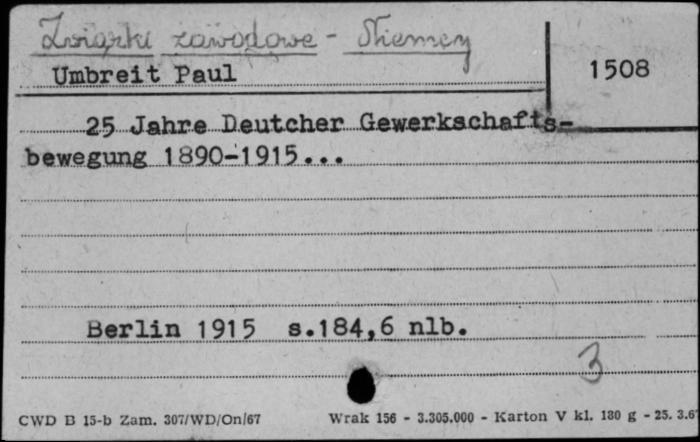 Związki zawodowe - Niemcy
Umbreit Paul
1508
25 Jahre Deutcher Gewerkschafts-
bewegung 1890-1915...
Berlin 1915 s.184,6 nlb.
3
CWD B 15-b Zam. 307/WD/On/67 Wrak 156 - 3.305.000 - Karton V kl. 180 g - 25. 3.67